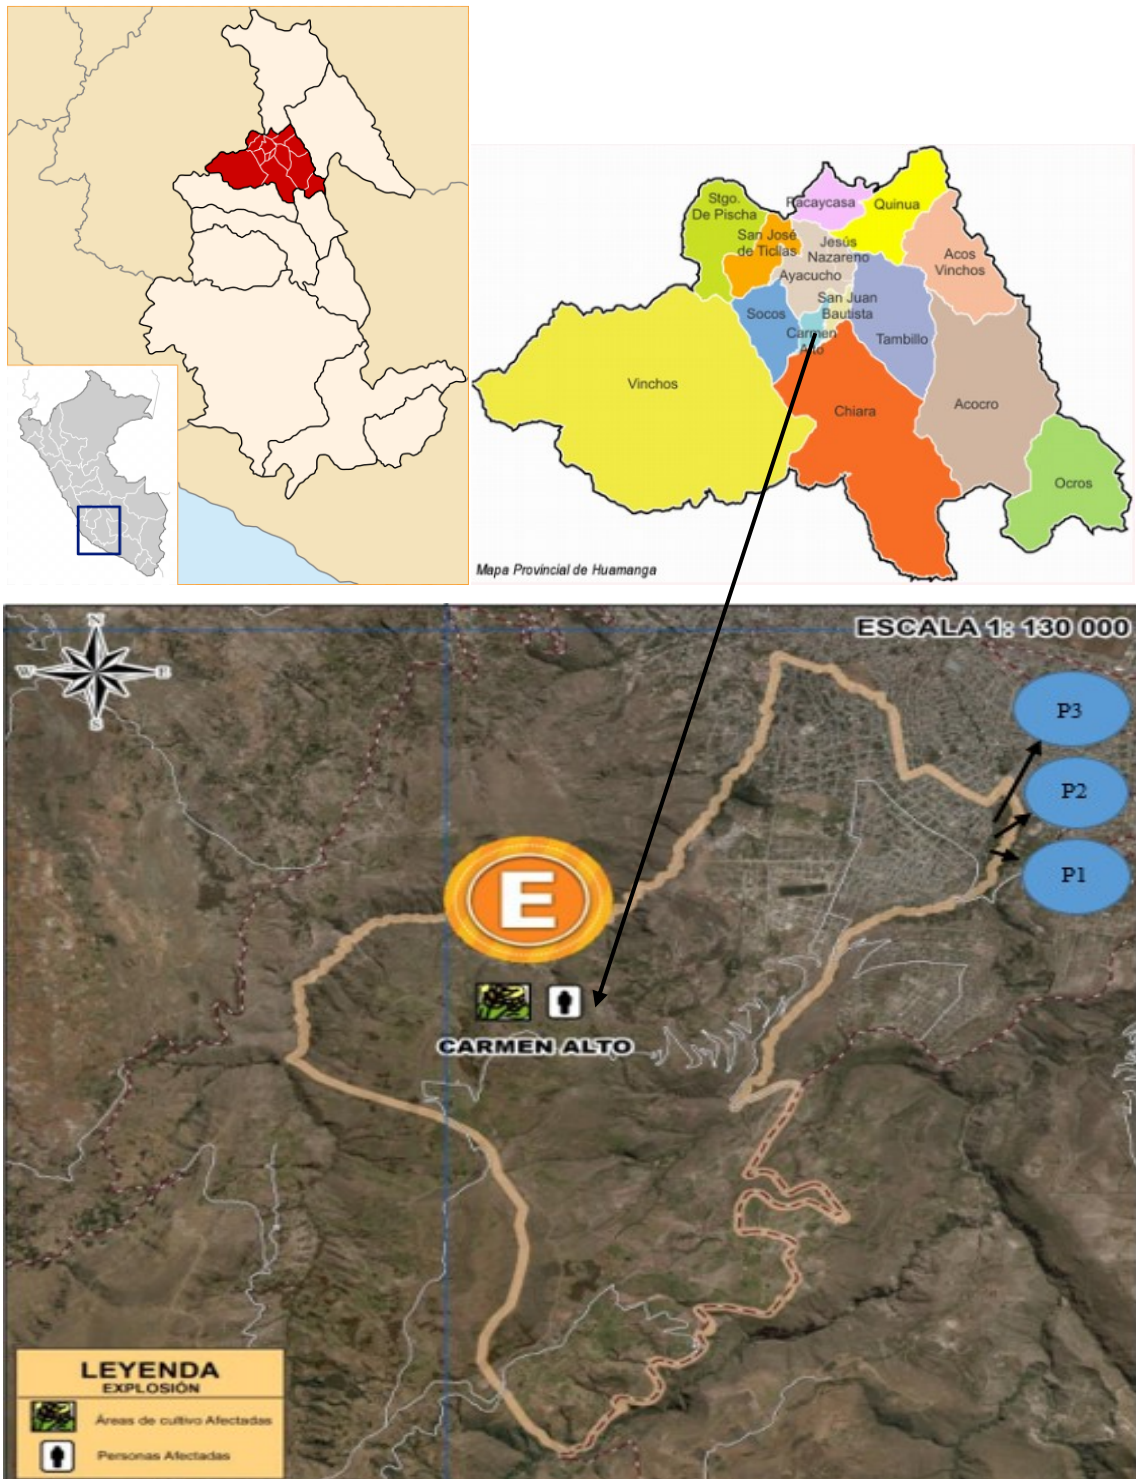 Stgo.
De Pischa
Pacaycasa
Quinua
San José
de Ticllas
Jesús
Nazareno
Acos
Vinchos
Ayacucho
San Juan
Bautista
Socos
Carmen
Alto
Tambillo
Vinchos
Chiara
Acocro
Ocros
Mapa Provincial de Huamanga
ESCALA 1: 130 000
N
W
E
S
P3
P2
P1
E
CARMEN ALTO
LEYENDA
EXPLOSIÓN
Áreas de cultivo Afectadas
Personas Afectadas